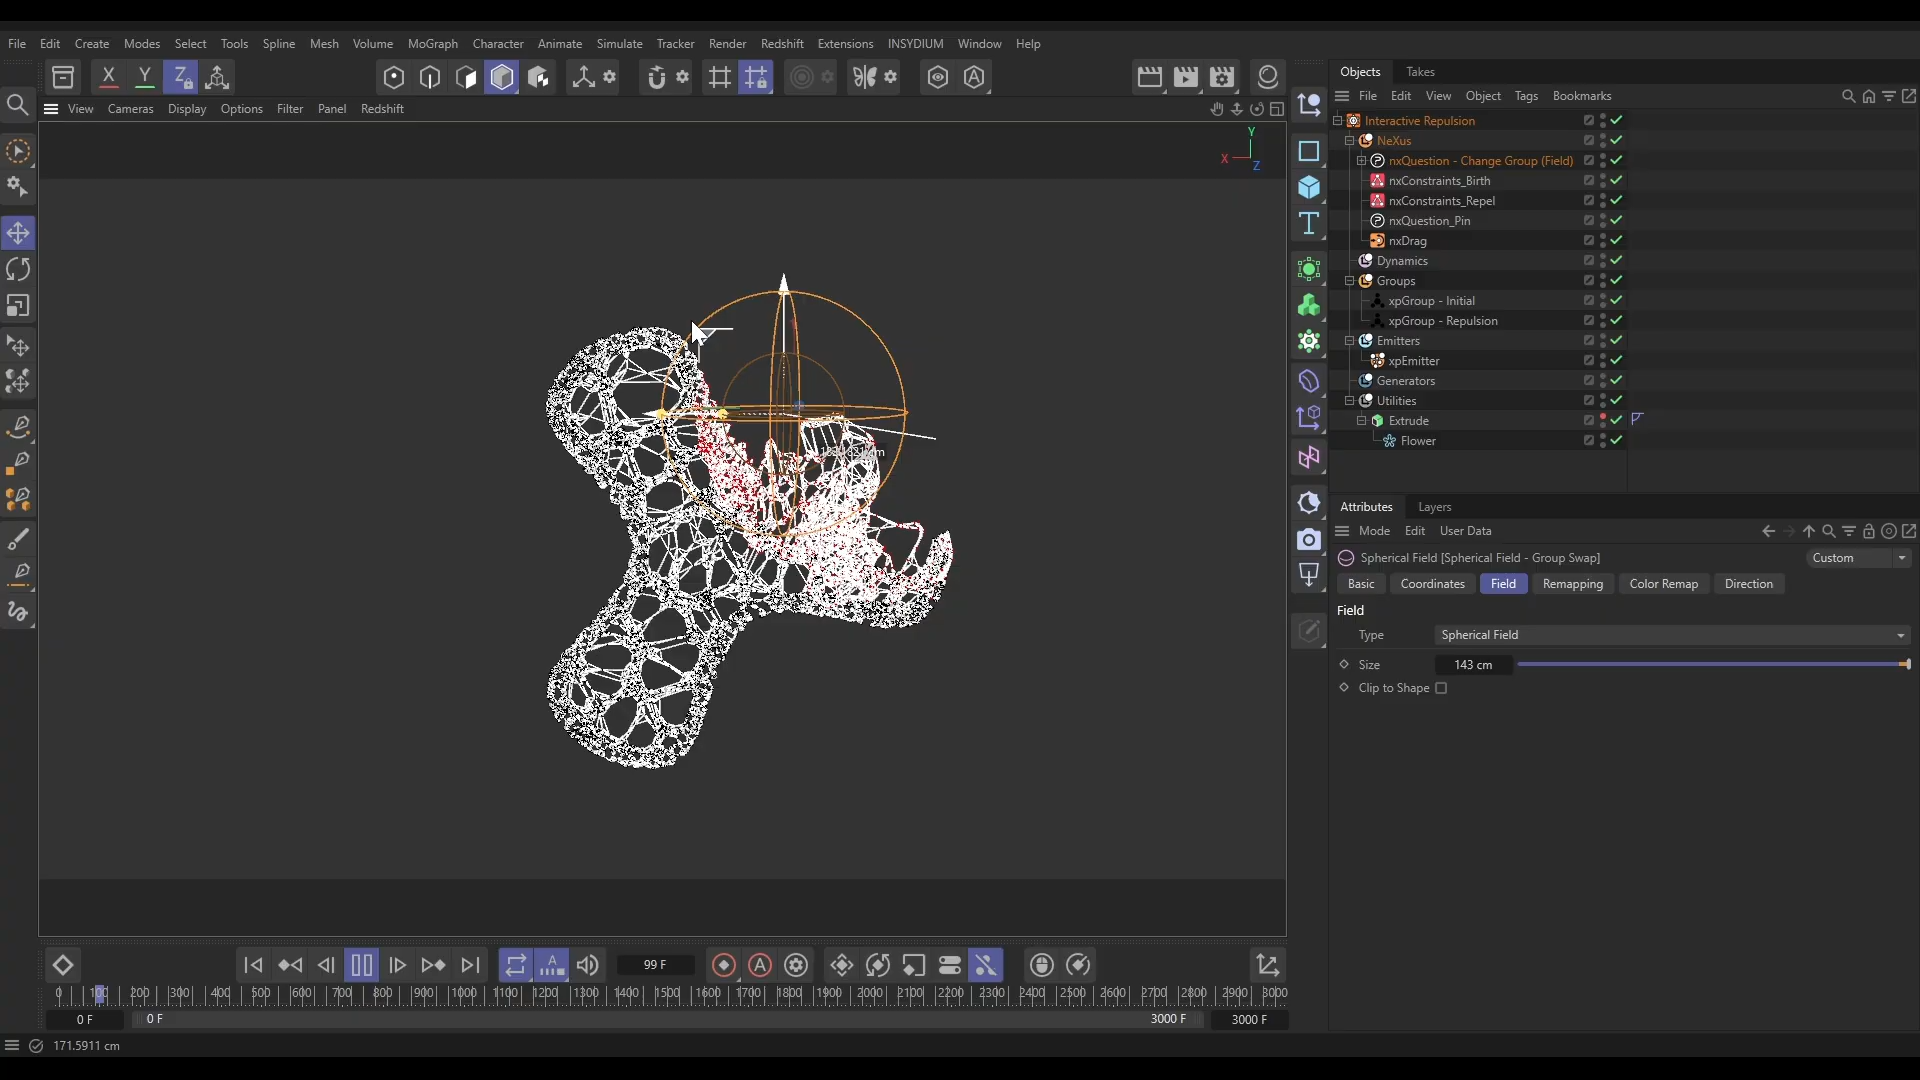 File Edit Create Modes Select Tools Spline Mesh Volume MoGraph Character Animate Simulate Tracker Render Redshift Extensions INSYDIUM Window Help
X Y Z
View Cameras Display Options Filter Panel Redshift
Y
X
Z
Objects Takes
File Edit View Object Tags Bookmarks
Interactive Repulsion
NeXus
nxQuestion - Change Group (Field)
nxConstraints_Birth
nxConstraints_Repel
nxQuestion_Pin
nxDrag
Dynamics
Groups
xpGroup - Initial
xpGroup - Repulsion
Emitters
xpEmitter
Generators
Utilities
Extrude
Flower
Attributes Layers
Mode Edit User Data
Spherical Field [Spherical Field - Group Swap] Custom
Basic Coordinates Field Remapping Color Remap Direction
Field
Type Spherical Field
Size 143 cm
Clip to Shape
99 F
0 100 200 300 400 500 600 700 800 900 1000 1100 1200 1300 1400 1500 1600 1700 1800 1900 2000 2100 2200 2300 2400 2500 2600 2700 2800 2900 3000
0 F 0 F 3000 F 3000 F
171.5911 cm